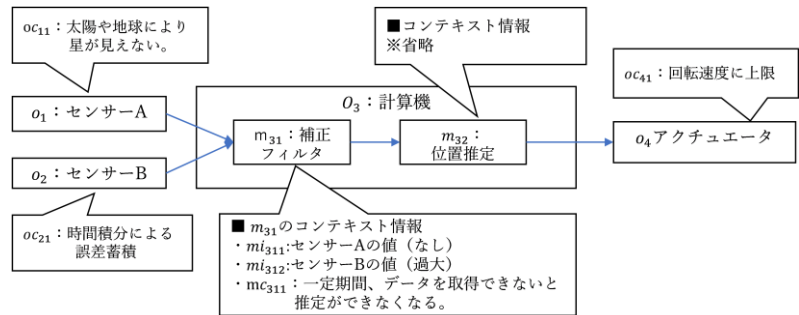 oc₁₁：太陽や地球により
星が見えない。
■コンテキスト情報
※省略
oc₄₁：回転速度に上限
o₁：センサーA
O₃：計算機
m₃₁：補正
フィルタ
m₃₂：
位置推定
o₄アクチュエータ
o₂：センサーB
oc₂₁：時間積分による
誤差蓄積
■ m₃₁のコンテキスト情報
・mi₃₁₁:センサーAの値（なし）
・mi₃₁₂:センサーBの値（過大）
・mc₃₁₁：一定期間、データを取得できないと
推定ができなくなる。